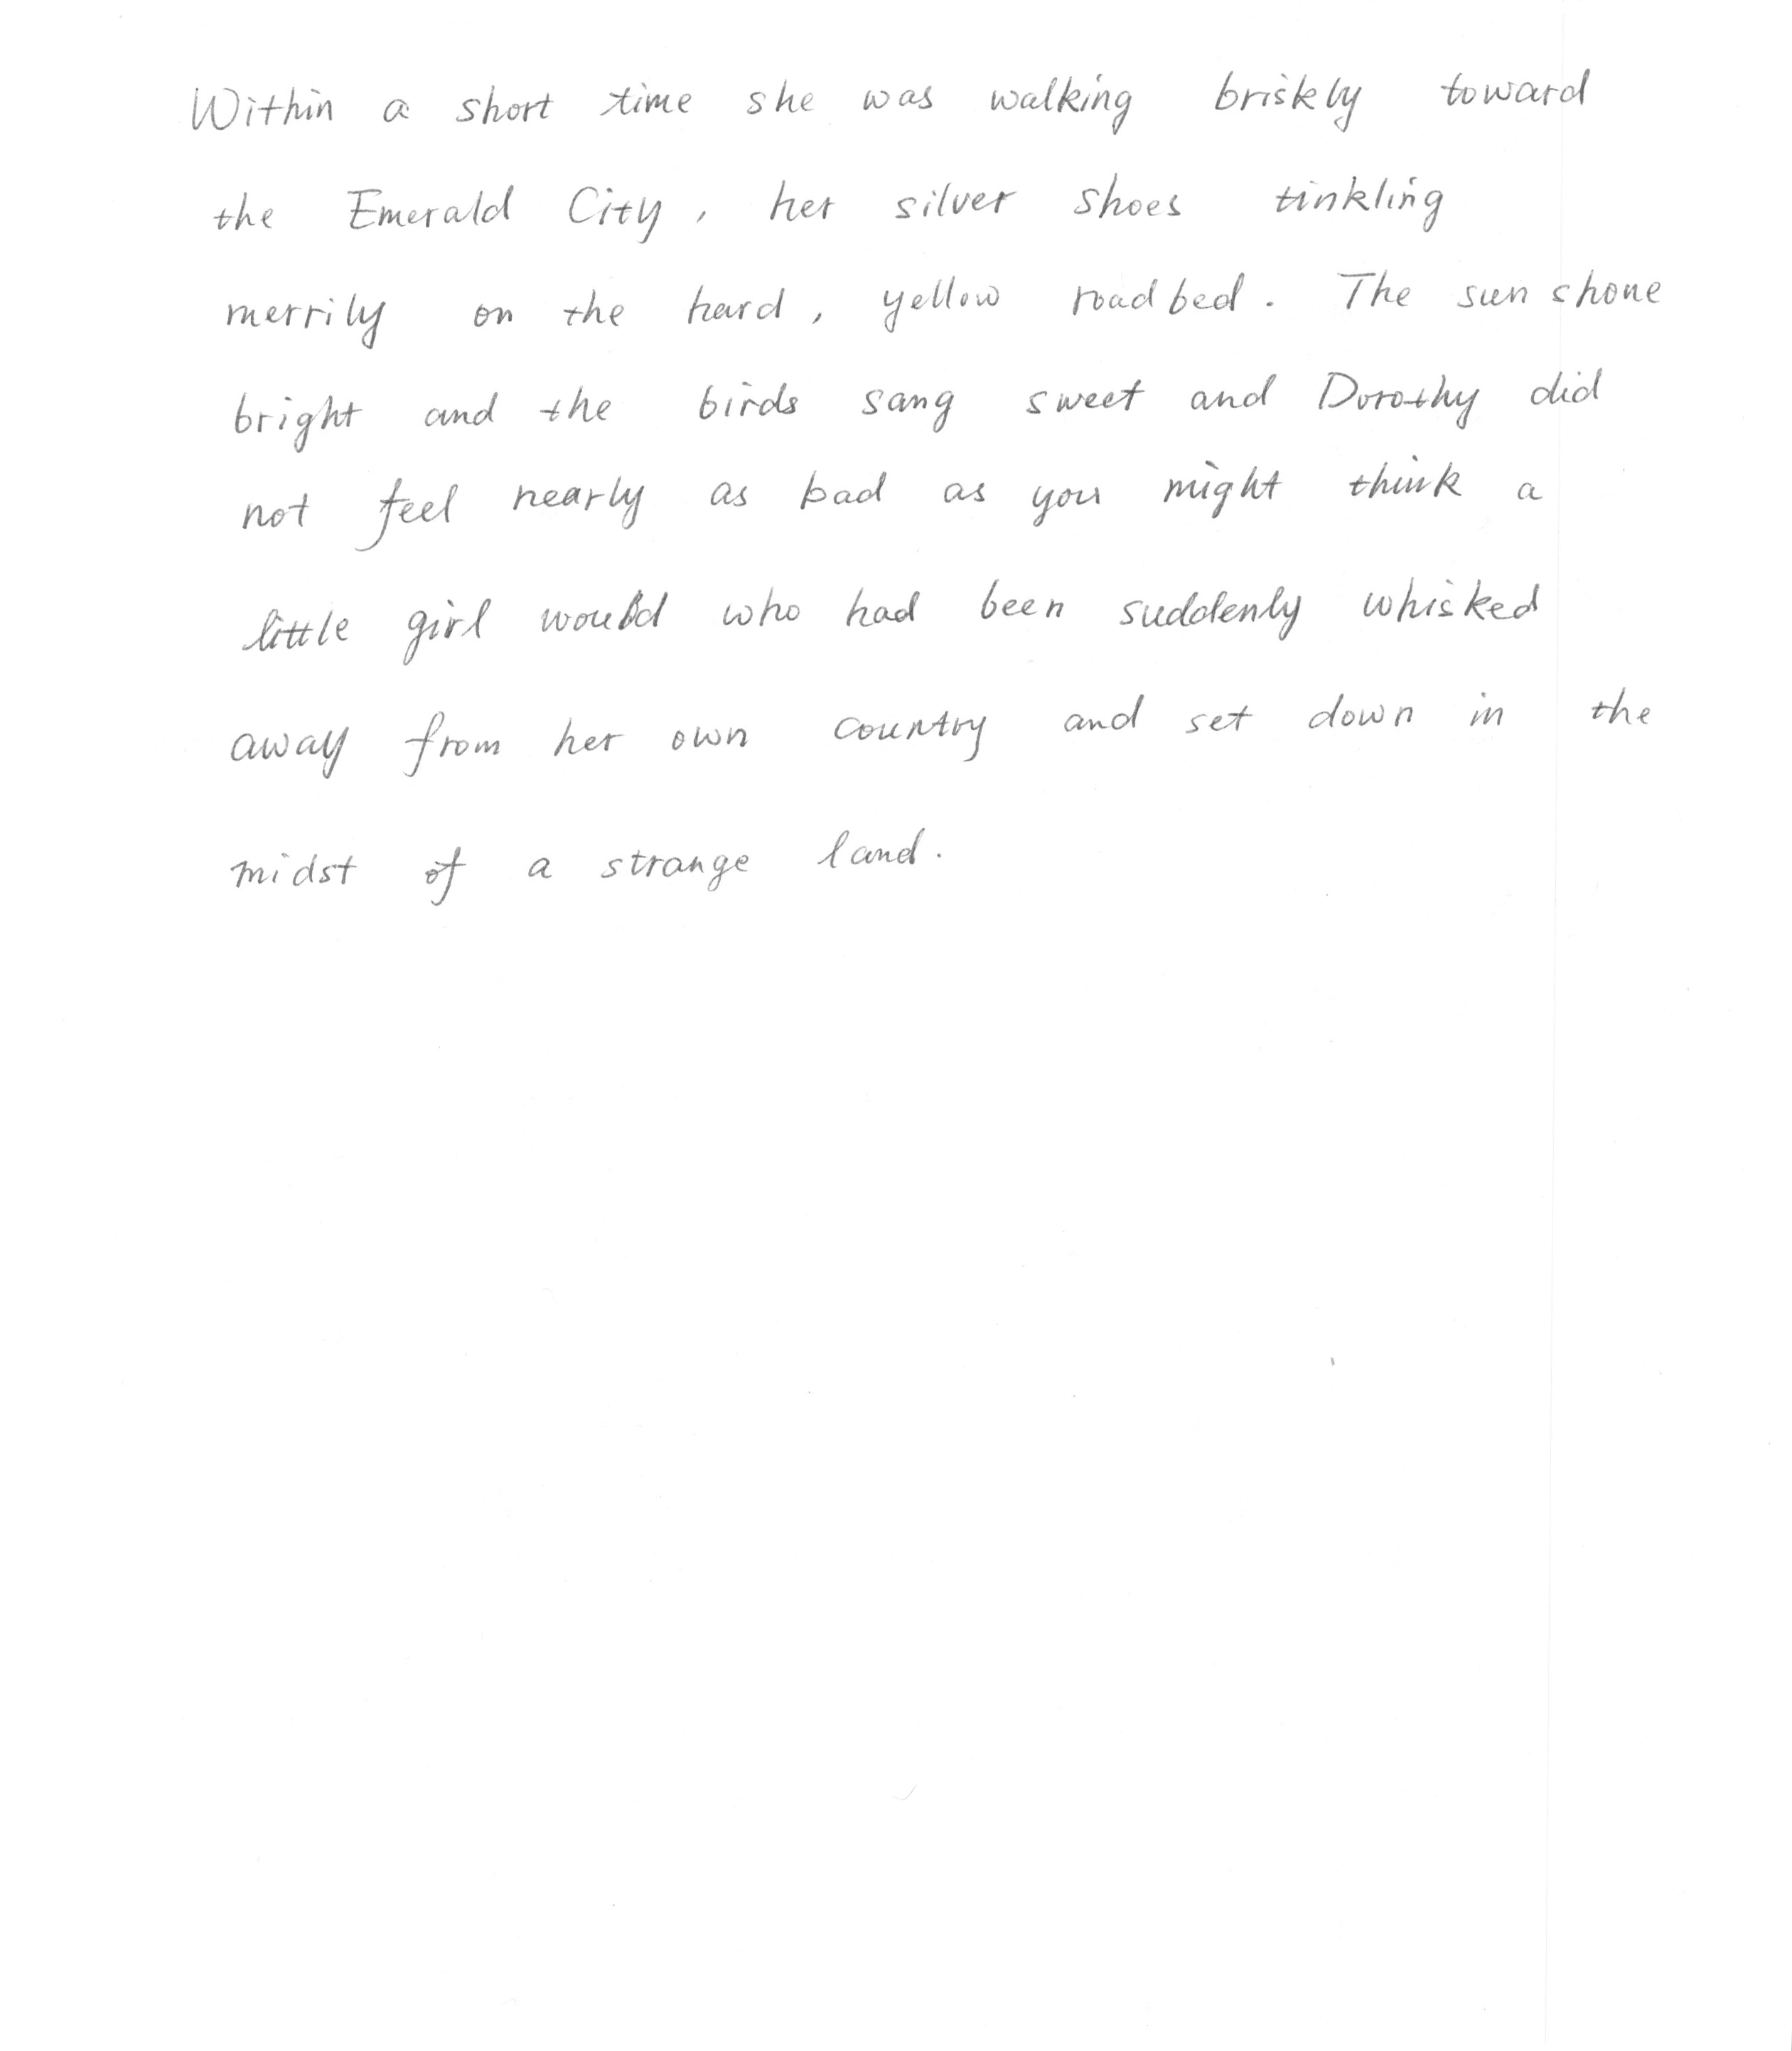 Within a short time she was walking briskly toward
the Emerald City, her silver shoes tinkling
merrily on the hard, yellow roadbed. The sun shone
bright and the birds sang sweet and Dorothy did
not feel nearly as bad as you might think a
little girl would who had been suddenly whisked
away from her own country and set down in the
midst of a strange land.